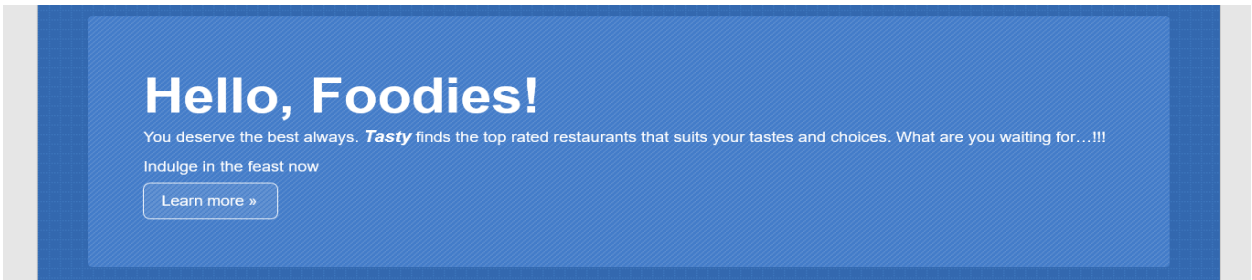 Hello, Foodies!
You deserve the best always. Tasty finds the top rated restaurants that suits your tastes and choices. What are you waiting for…!!!
Indulge in the feast now
Learn more »